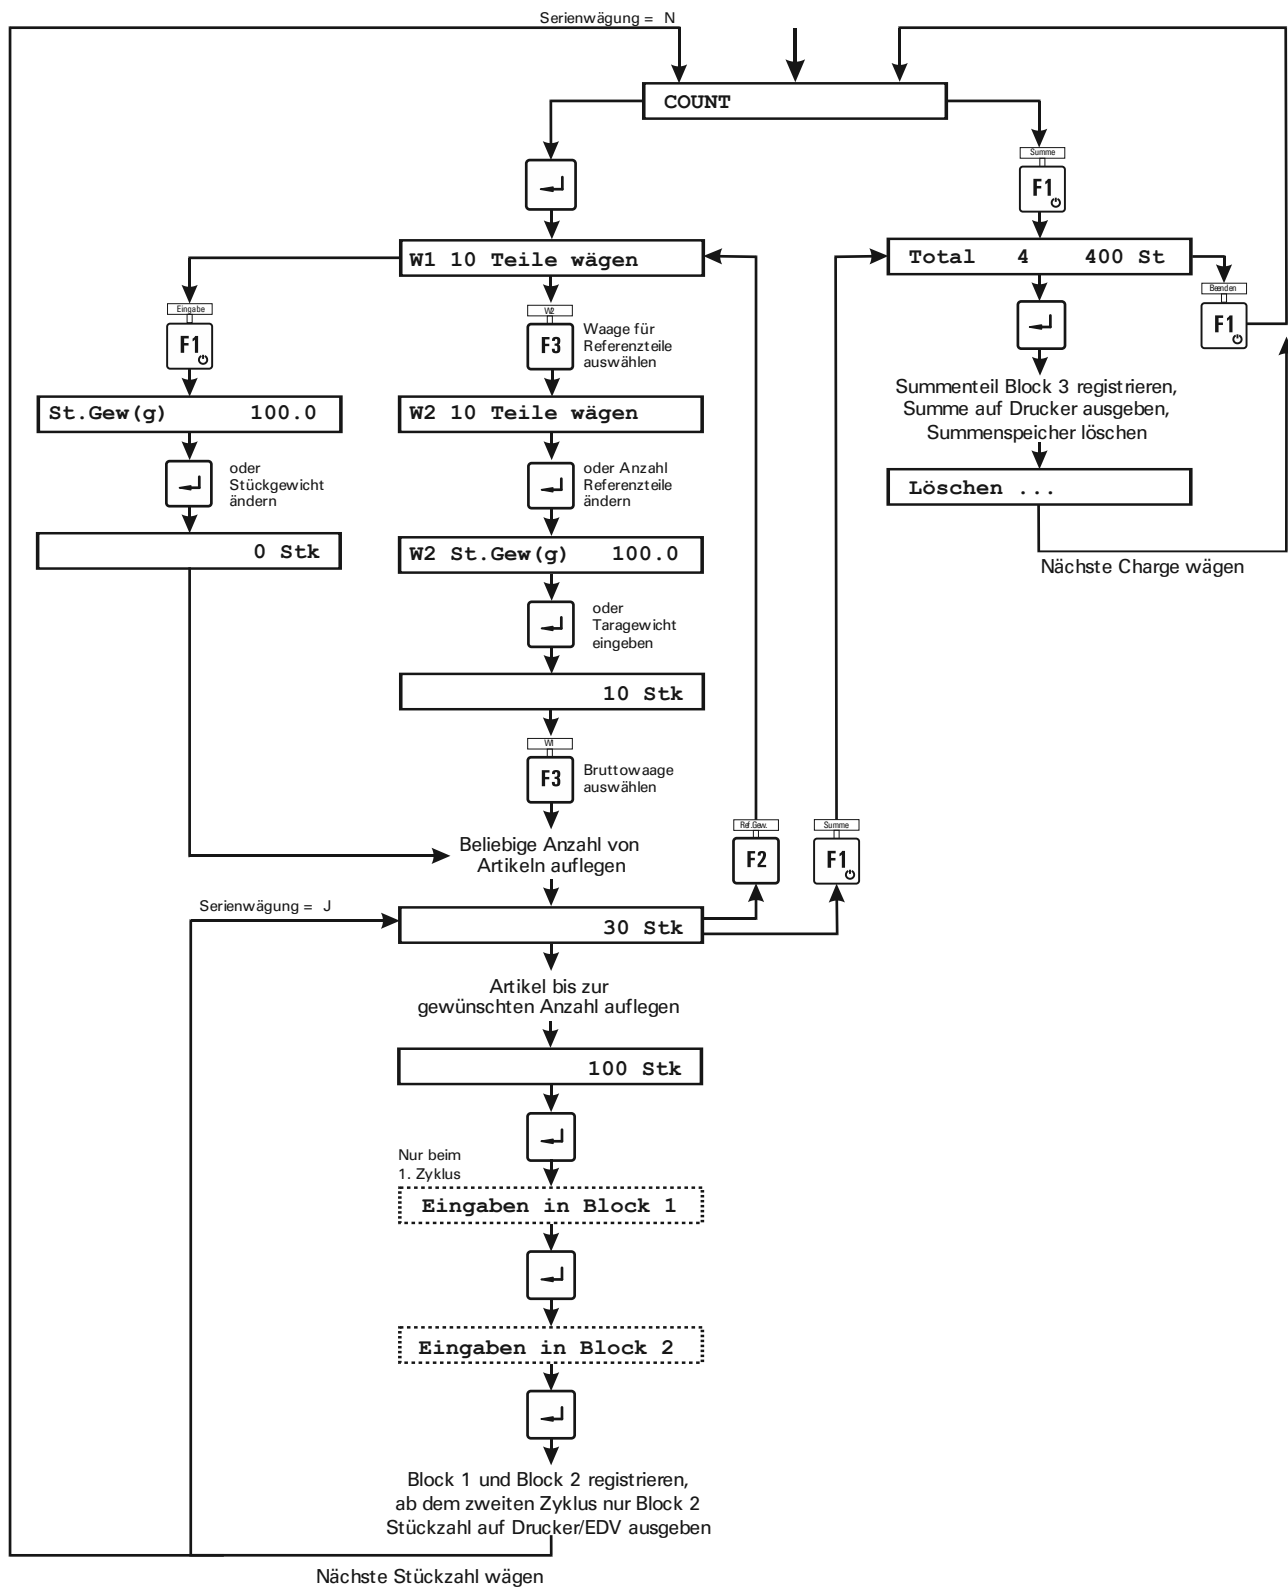 Serienwägung = N
COUNT
Summe
F1
W1 10 Teile wägen
Total 4 400 St
Eingabe
F1
W2
F3
Waage für
Referenzteile
auswählen
Beenden
F1
Summenteil Block 3 registrieren,
Summe auf Drucker ausgeben,
Summenspeicher löschen
St.Gew(g) 100.0
W2 10 Teile wägen
oder
Stückgewicht
ändern
oder Anzahl
Referenzteile
ändern
Löschen ...
0 Stk
W2 St.Gew(g) 100.0
Nächste Charge wägen
oder
Taragewicht
eingeben
10 Stk
W1
F3
Bruttowaage
auswählen
Ref.Gew.
F2
Summe
F1
Beliebige Anzahl von
Artikeln auflegen
Serienwägung = J
30 Stk
Artikel bis zur
gewünschten Anzahl auflegen
100 Stk
Nur beim
1. Zyklus
Eingaben in Block 1
Eingaben in Block 2
Block 1 und Block 2 registrieren,
ab dem zweiten Zyklus nur Block 2
Stückzahl auf Drucker/EDV ausgeben
Nächste Stückzahl wägen